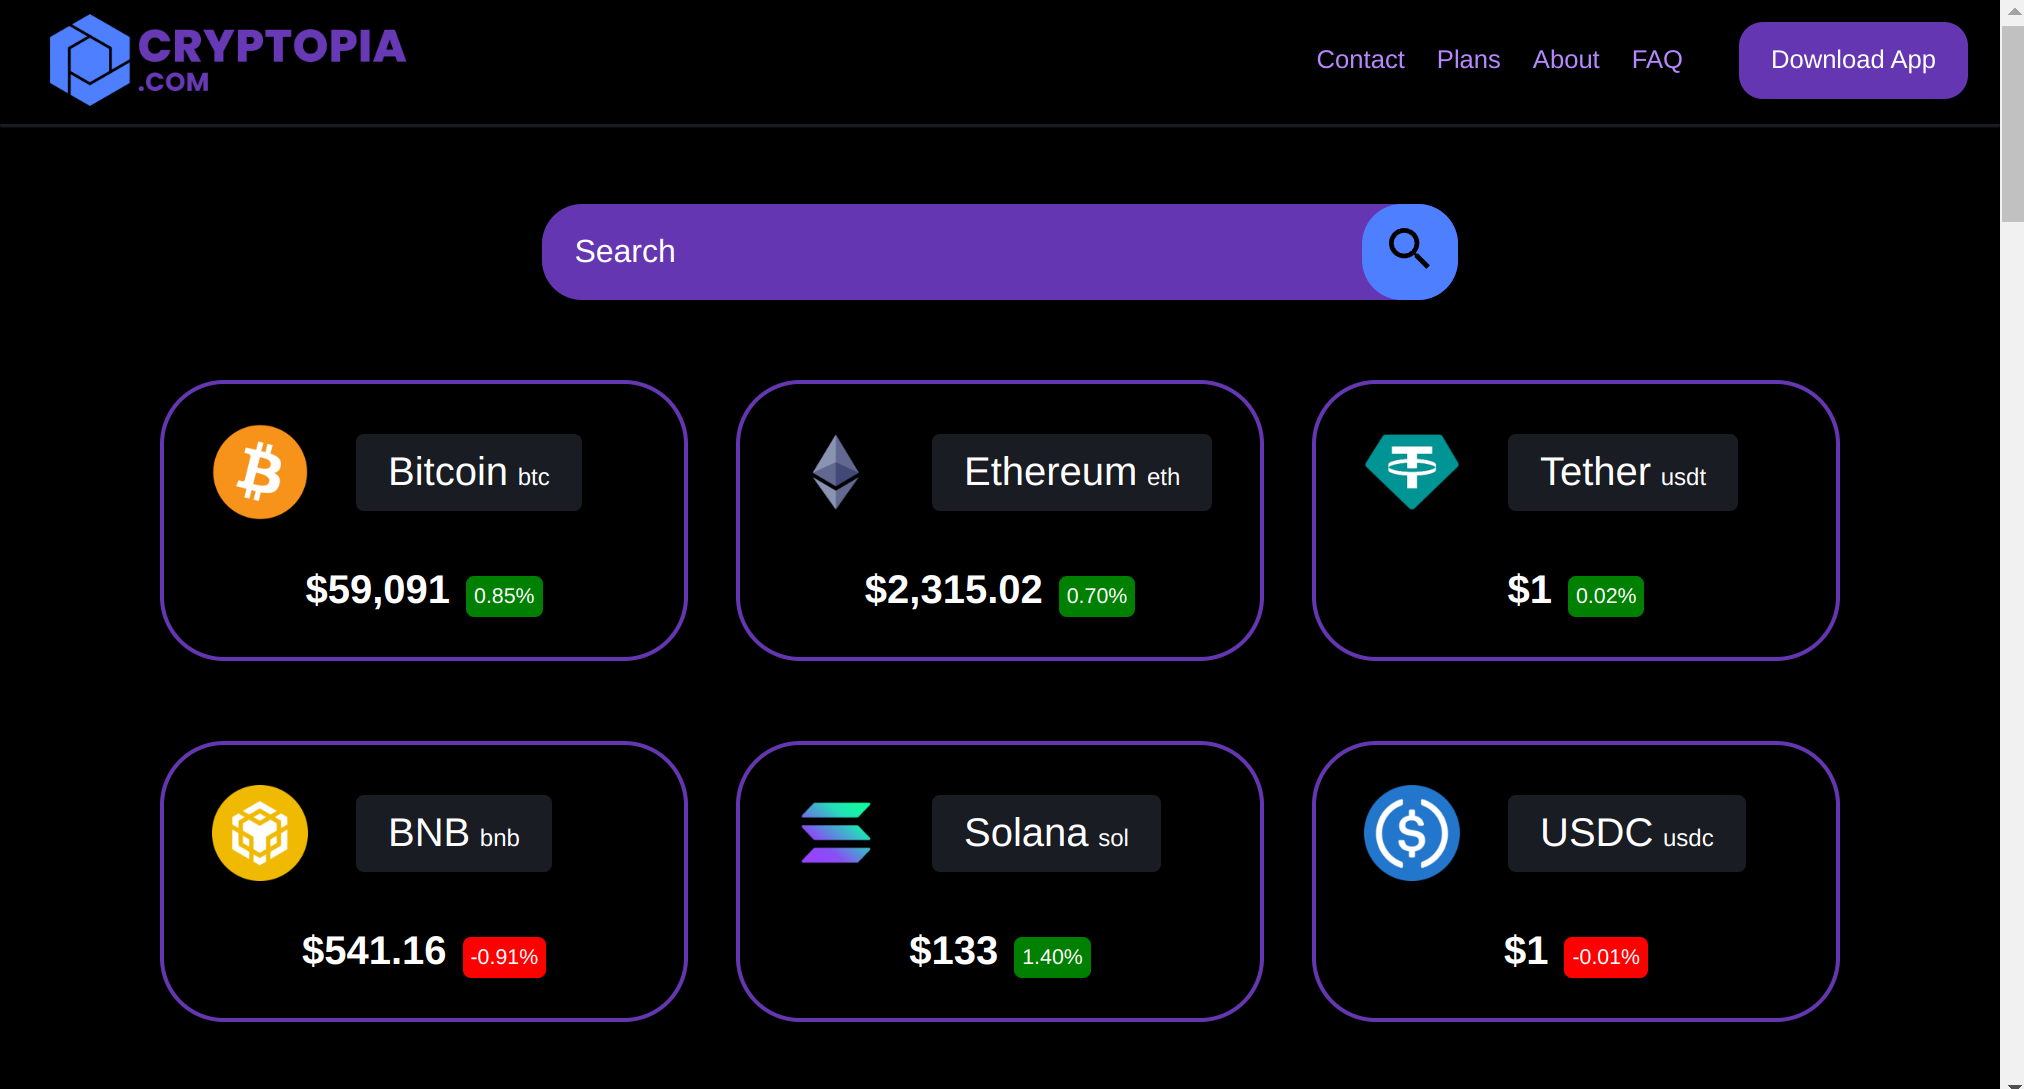 CRYPTOPIA
.COM
Contact Plans About FAQ Download App
Search
Bitcoin btc
$59,091 0.85%
Ethereum eth
$2,315.02 0.70%
Tether usdt
$1 0.02%
BNB bnb
$541.16 -0.91%
Solana sol
$133 1.40%
USDC usdc
$1 -0.01%